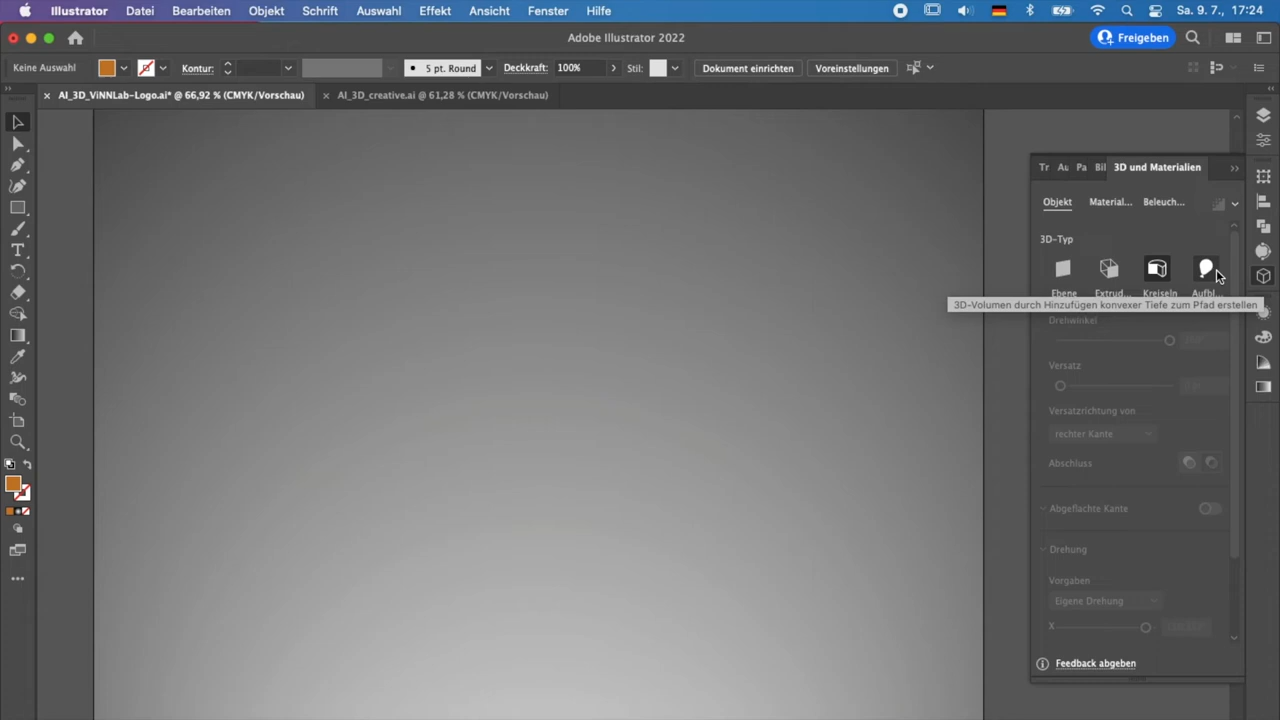 Illustrator Datei Bearbeiten Objekt Schrift Auswahl Effekt Ansicht Fenster Hilfe Sa. 9. 7., 17:24
Adobe Illustrator 2022
Freigeben
Keine Auswahl Kontur: 5 pt. Round Deckkraft: 100% Stil: Dokument einrichten Voreinstellungen
× AI_3D_ViNNLab-Logo.ai* @ 66,92 % (CMYK/Vorschau) × AI_3D_creative.ai @ 61,28 % (CMYK/Vorschau)
Tr Pa Bil 3D und Materialien
Objekt Material... Beleuch...
3D-Typ
Ebene Extrud... Kreiseln Aufbl...
3D-Volumen durch Hinzufügen konvexer Tiefe zum Pfad erstellen
Drehwinkel
Versatz
Versatzrichtung von
rechter Kante
Abschluss
Abgeflachte Kante
Drehung
Vorgaben
Eigene Drehung
X
Feedback abgeben